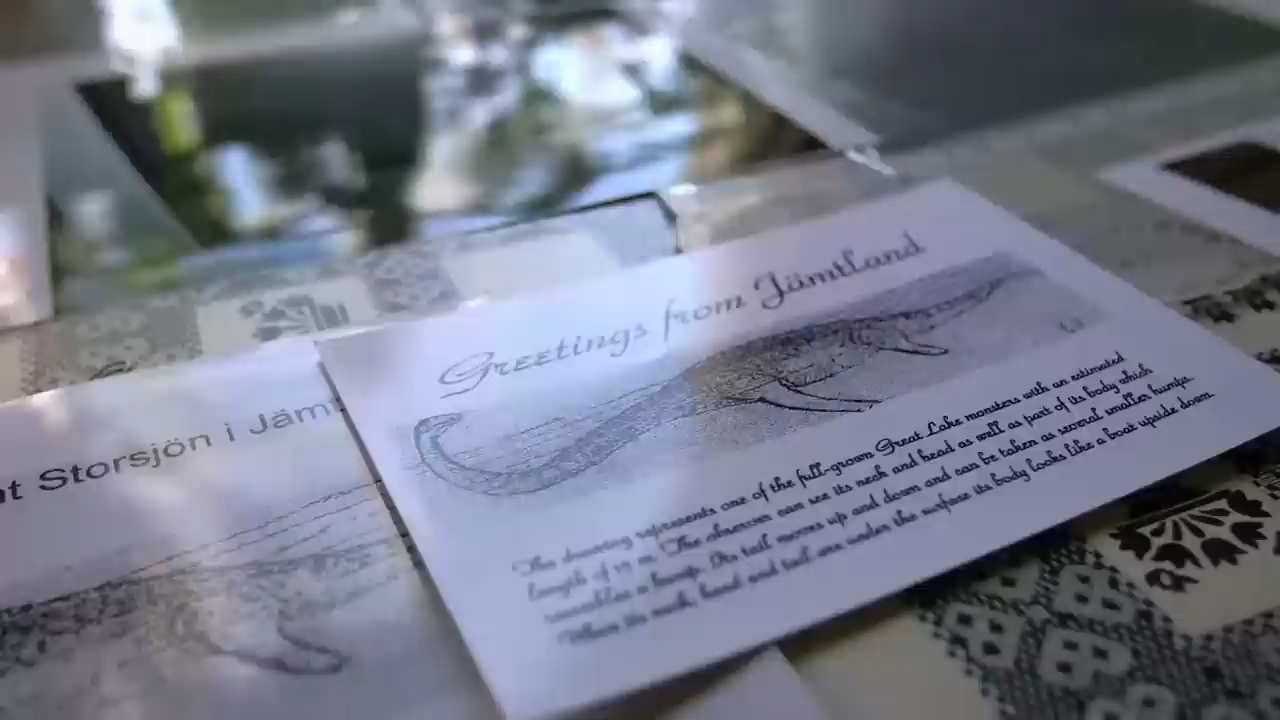 Greetings from Jämtland
The drawing represents one of the full-grown Great Lake monsters with an estimated
length of m. The observer can see its neck and head as well as part of its body which
resembles a hump. Its tail moves up and down and can be taken as several smaller humps.
When its neck, head and tail are under the surface its body looks like a boat upside down.
nt Storsjön i Jämt